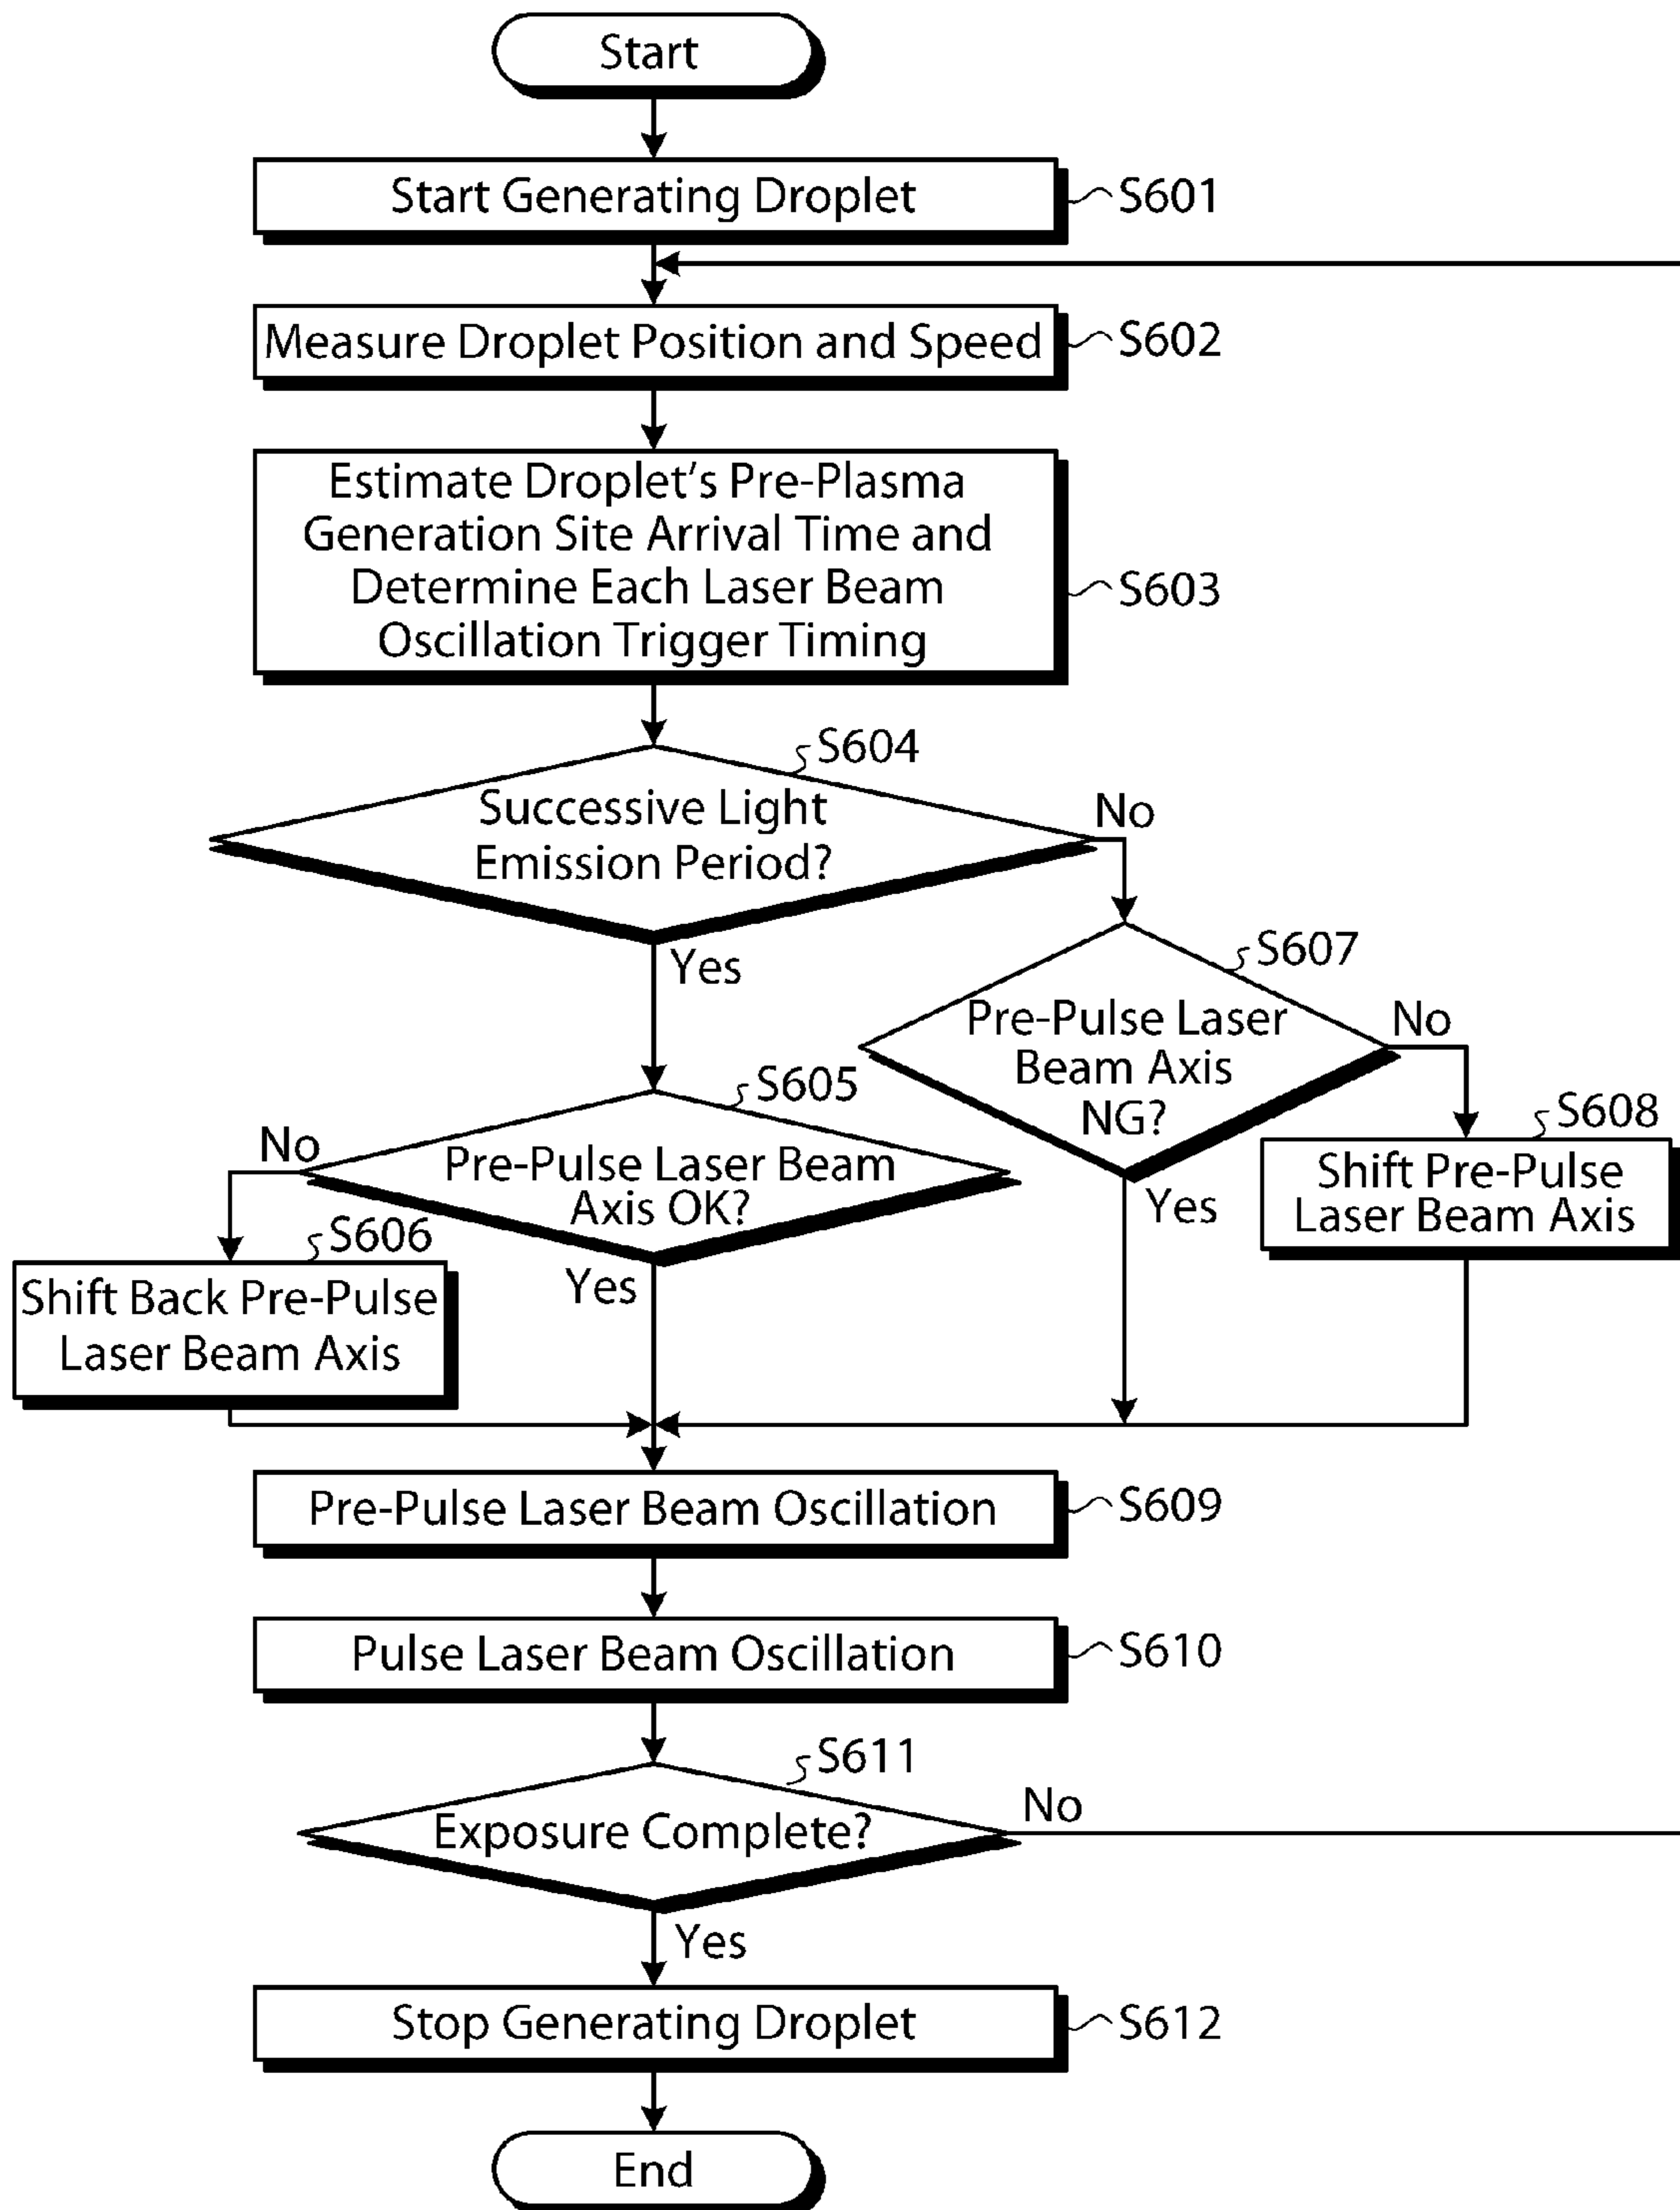 Start
Start Generating Droplet
S601
Measure Droplet Position and Speed
S602
Estimate Droplet's Pre-Plasma
Generation Site Arrival Time and
Determine Each Laser Beam
Oscillation Trigger Timing
S603
S604
Successive Light
Emission Period?
No
Yes
S607
Pre-Pulse Laser
Beam Axis
NG?
No
Yes
S608
Shift Pre-Pulse
Laser Beam Axis
S605
Pre-Pulse Laser Beam
Axis OK?
No
Yes
S606
Shift Back Pre-Pulse
Laser Beam Axis
Pre-Pulse Laser Beam Oscillation
S609
Pulse Laser Beam Oscillation
S610
S611
Exposure Complete?
No
Yes
Stop Generating Droplet
S612
End